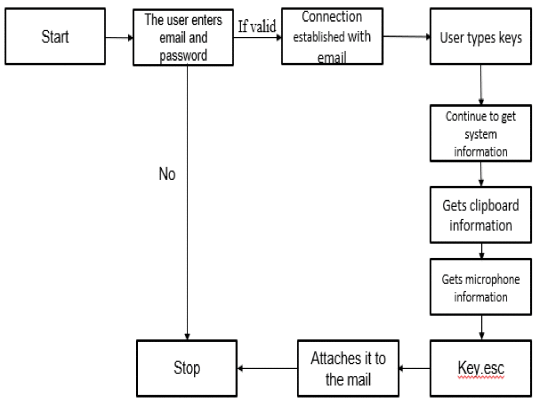 Start
The user enters
email and
password
If valid
Connection
established with
email
User types keys
Continue to get
system
information
No
Gets clipboard
information
Gets microphone
information
Stop
Attaches it to
the mail
Key.esc